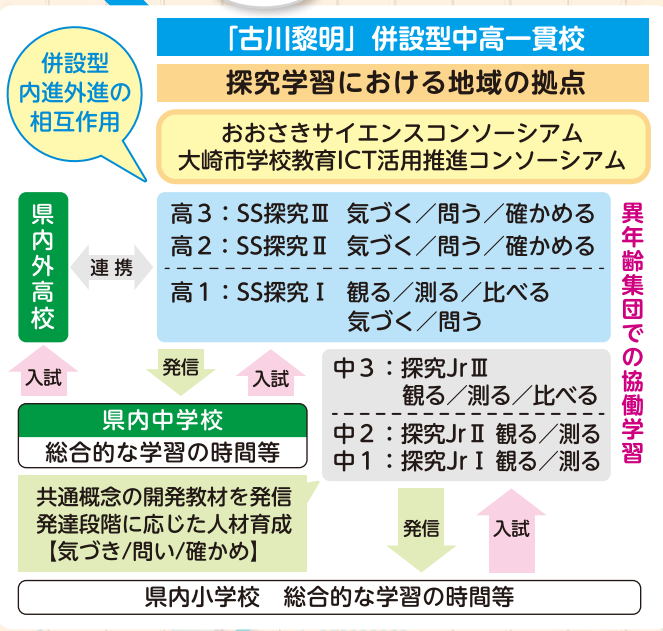 併設型
内進外進の
相互作用
「古川黎明」併設型中高一貫校
探究学習における地域の拠点
おおさきサイエンスコンソーシアム
大崎市学校教育ICT活用推進コンソーシアム
県内外高校
連携
高3：SS探究Ⅲ 気づく／問う／確かめる
高2：SS探究Ⅱ 気づく／問う／確かめる
高1：SS探究Ⅰ 観る／測る／比べる
気づく／問う
異年齢集団での協働学習
入試
発信
入試
中3：探究JrⅢ
観る／測る／比べる
中2：探究JrⅡ 観る／測る
中1：探究JrⅠ 観る／測る
県内中学校
総合的な学習の時間等
共通概念の開発教材を発信
発達段階に応じた人材育成
【気づき/問い/確かめ】
発信
入試
県内小学校 総合的な学習の時間等